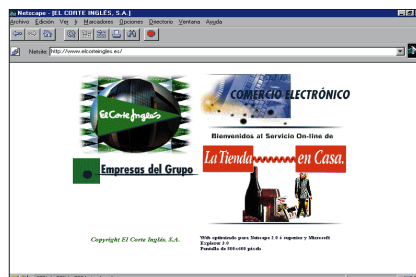 Netscape - [EL CORTE INGLÉS, S.A.]
Archivo Edición Ver Ir Marcadores Opciones Directorio Ventana Ayuda
Netsite: http://www.elcorteingles.es/
El Corte Inglés
COMERCIO ELECTRÓNICO
Bienvenidos al Servicio On-line de
La Tienda en Casa.
Empresas del Grupo
Copyright El Corte Inglés, S.A.
Web optimizado para Netscape 2.0 ó superior y Microsoft
Explorer 3.0
Pantalla de 800x600 pixels